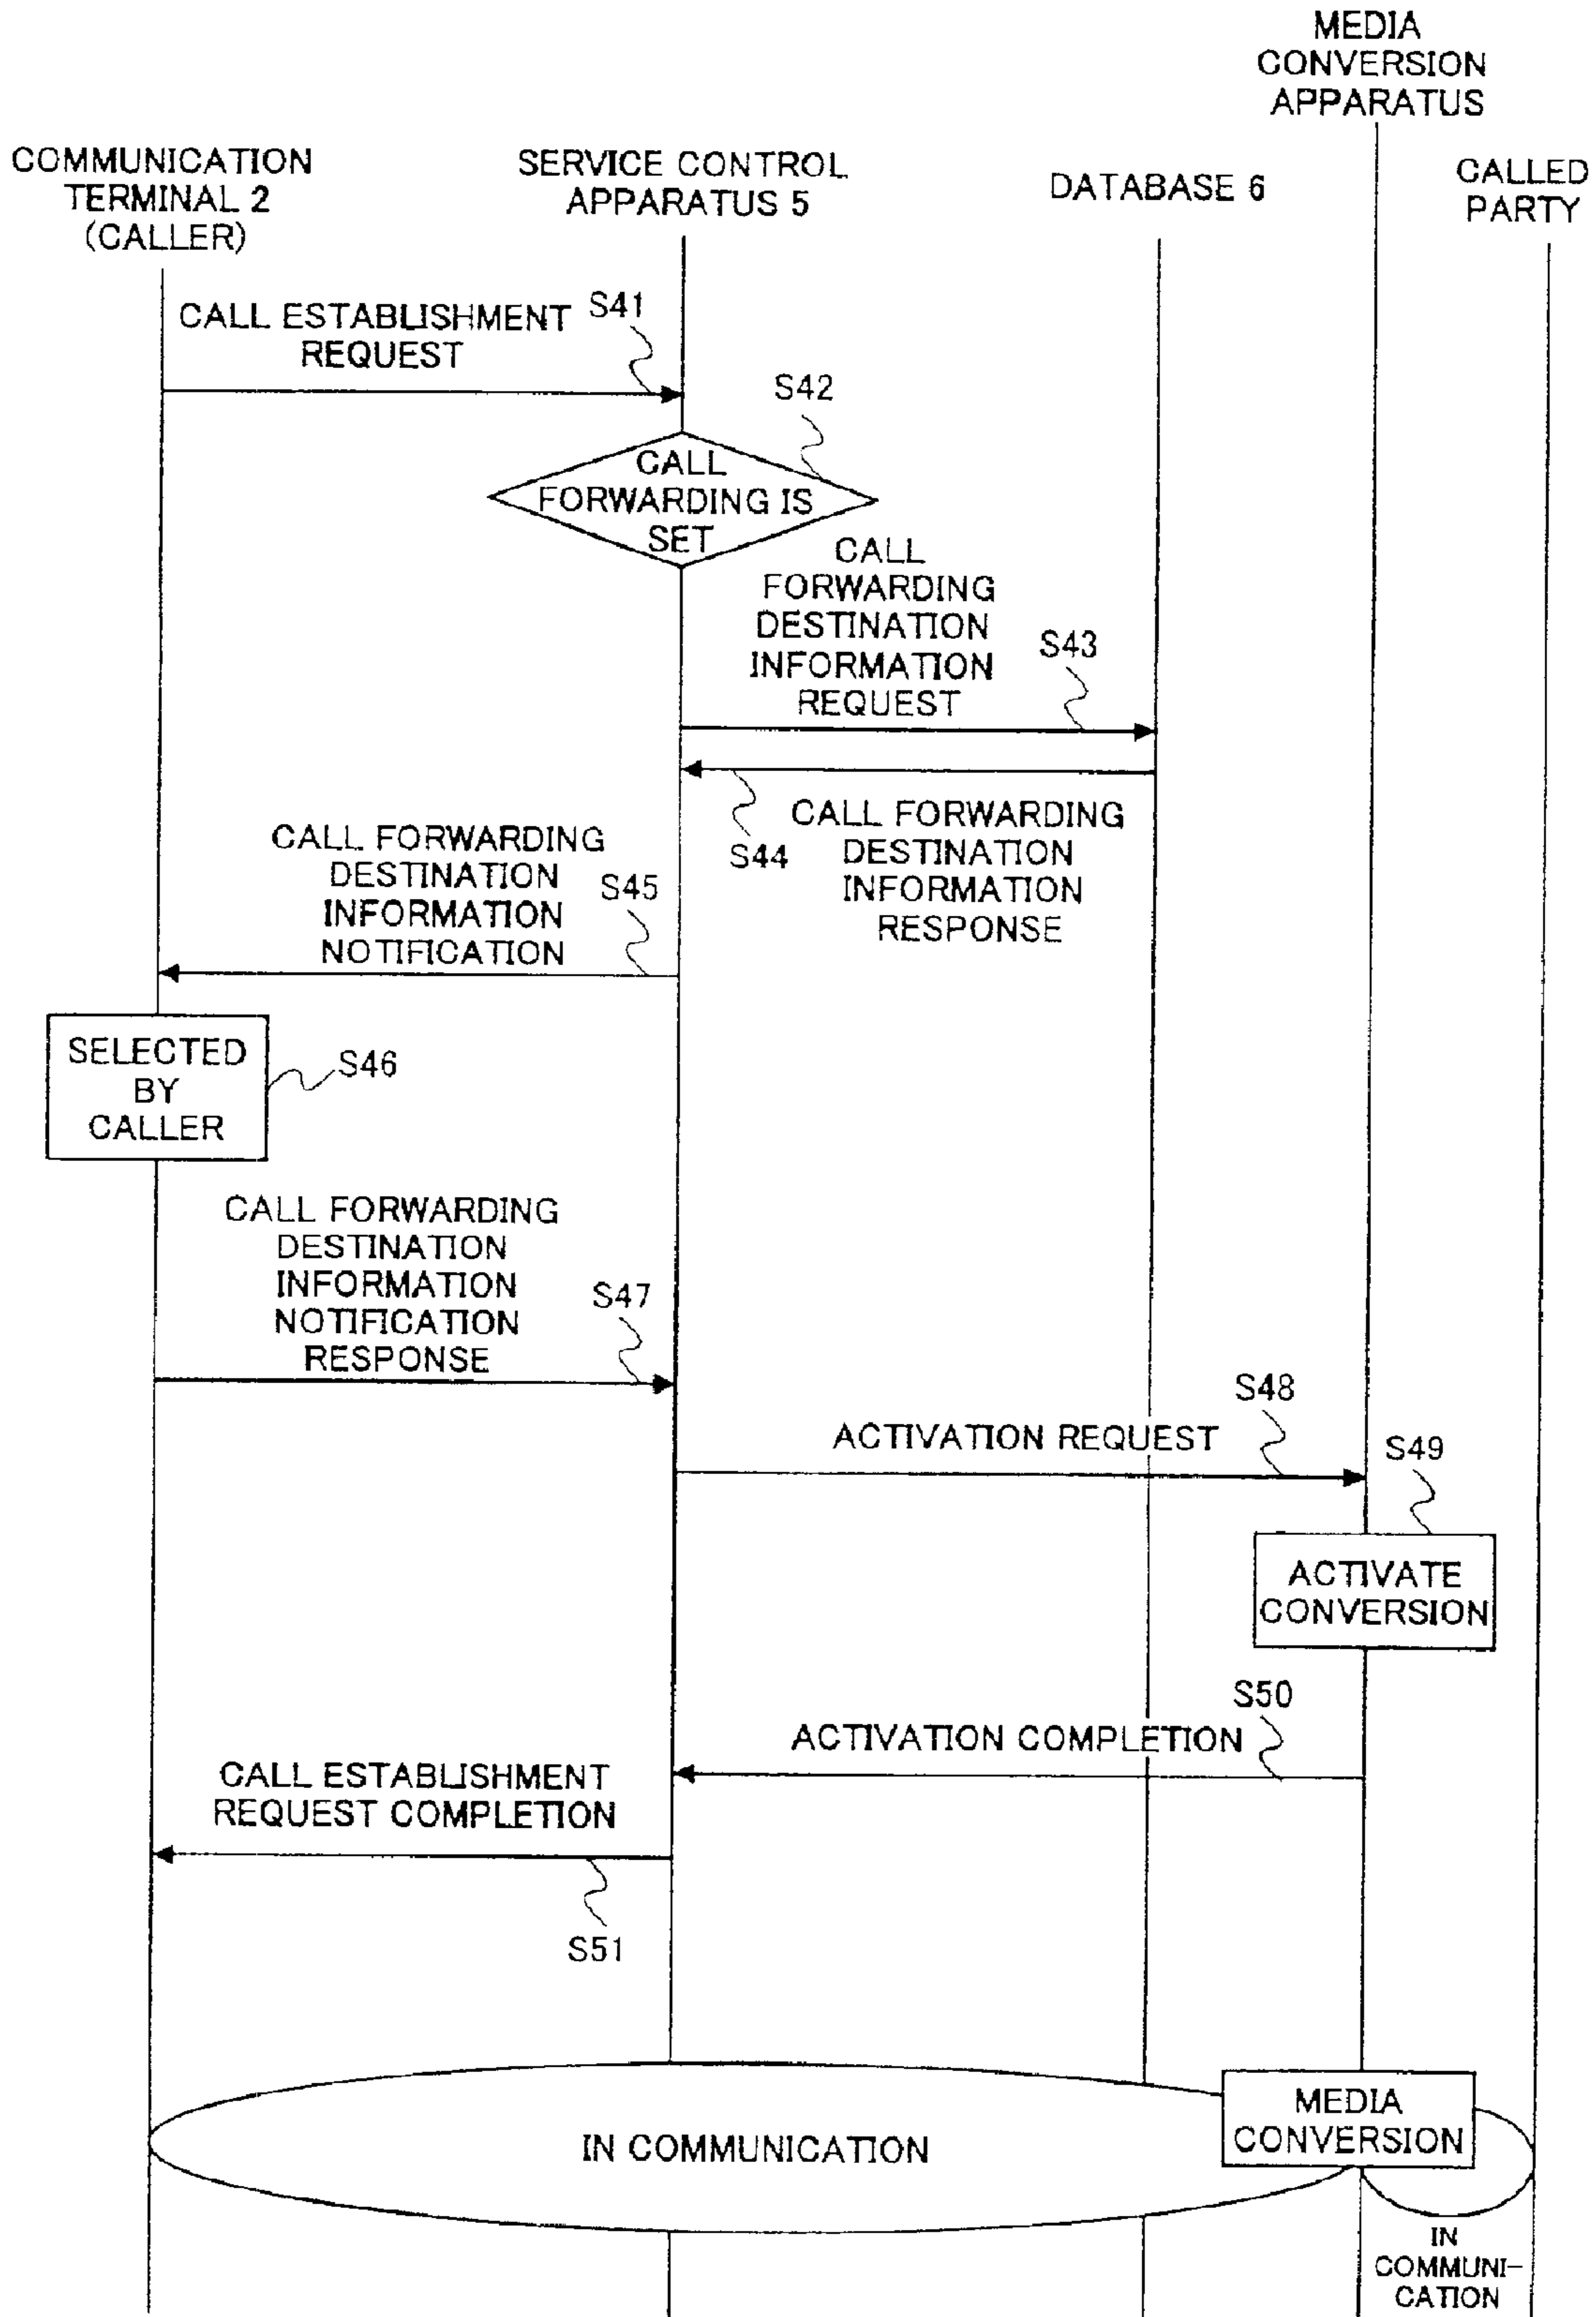 MEDIA
CONVERSION
APPARATUS
COMMUNICATION
TERMINAL 2
(CALLER)
SERVICE CONTROL
APPARATUS 5
DATABASE 6
CALLED
PARTY
CALL ESTABLISHMENT
REQUEST
S41
S42
CALL
FORWARDING IS
SET
CALL
FORWARDING
DESTINATION
INFORMATION
REQUEST
S43
S44
CALL FORWARDING
DESTINATION
INFORMATION
RESPONSE
CALL FORWARDING
DESTINATION
INFORMATION
NOTIFICATION
S45
SELECTED
BY
CALLER
S46
CALL FORWARDING
DESTINATION
INFORMATION
NOTIFICATION
RESPONSE
S47
ACTIVATION REQUEST
S48
S49
ACTIVATE
CONVERSION
S50
ACTIVATION COMPLETION
CALL ESTABLISHMENT
REQUEST COMPLETION
S51
IN COMMUNICATION
MEDIA
CONVERSION
IN
COMMUNI-
CATION